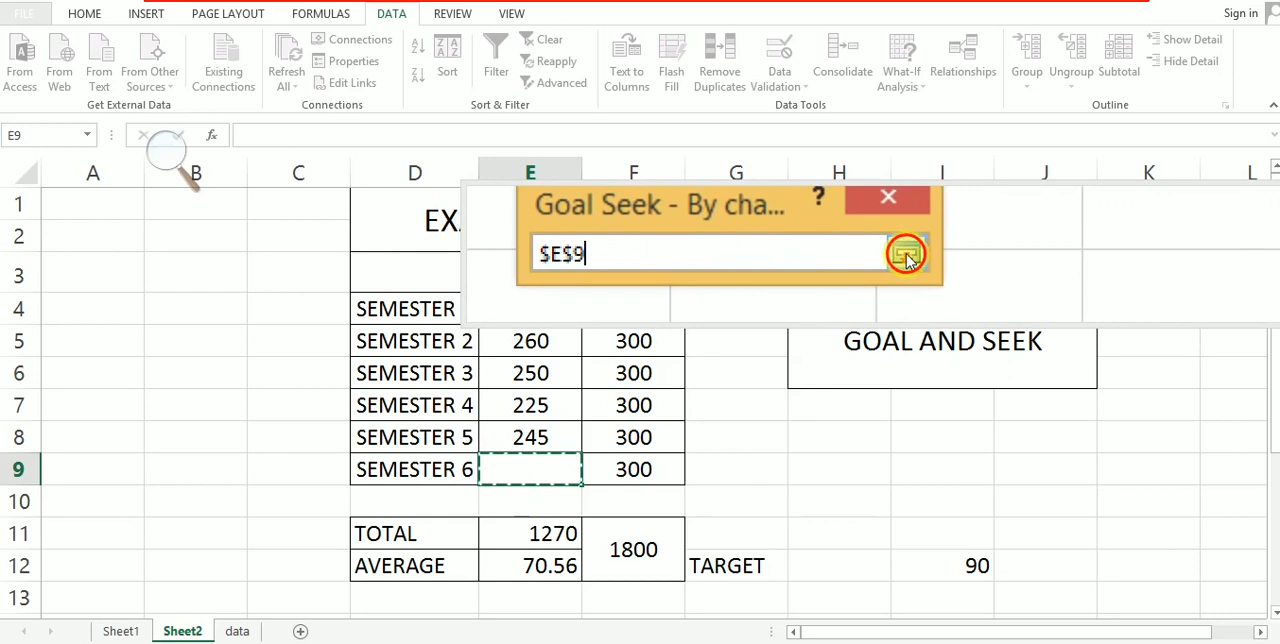 FILE HOME INSERT PAGE LAYOUT FORMULAS DATA REVIEW VIEW Sign in
From Access From Web From Text From Other Sources Existing Connections Refresh All Connections Properties Edit Links Sort Filter Clear Reapply Advanced Text to Columns Flash Fill Remove Duplicates Data Validation Consolidate What-If Analysis Relationships Group Ungroup Subtotal Show Detail Hide Detail
Get External Data Connections Sort & Filter Data Tools Outline
E9 fx
A B C D E F G H I J K L
Goal Seek - By cha... ?
$E$9
1
2 EX
3
4 SEMESTER
5 SEMESTER 2 260 300 GOAL AND SEEK
6 SEMESTER 3 250 300
7 SEMESTER 4 225 300
8 SEMESTER 5 245 300
9 SEMESTER 6 300
10
11 TOTAL 1270 1800
12 AVERAGE 70.56 TARGET 90
13
Sheet1 Sheet2 data